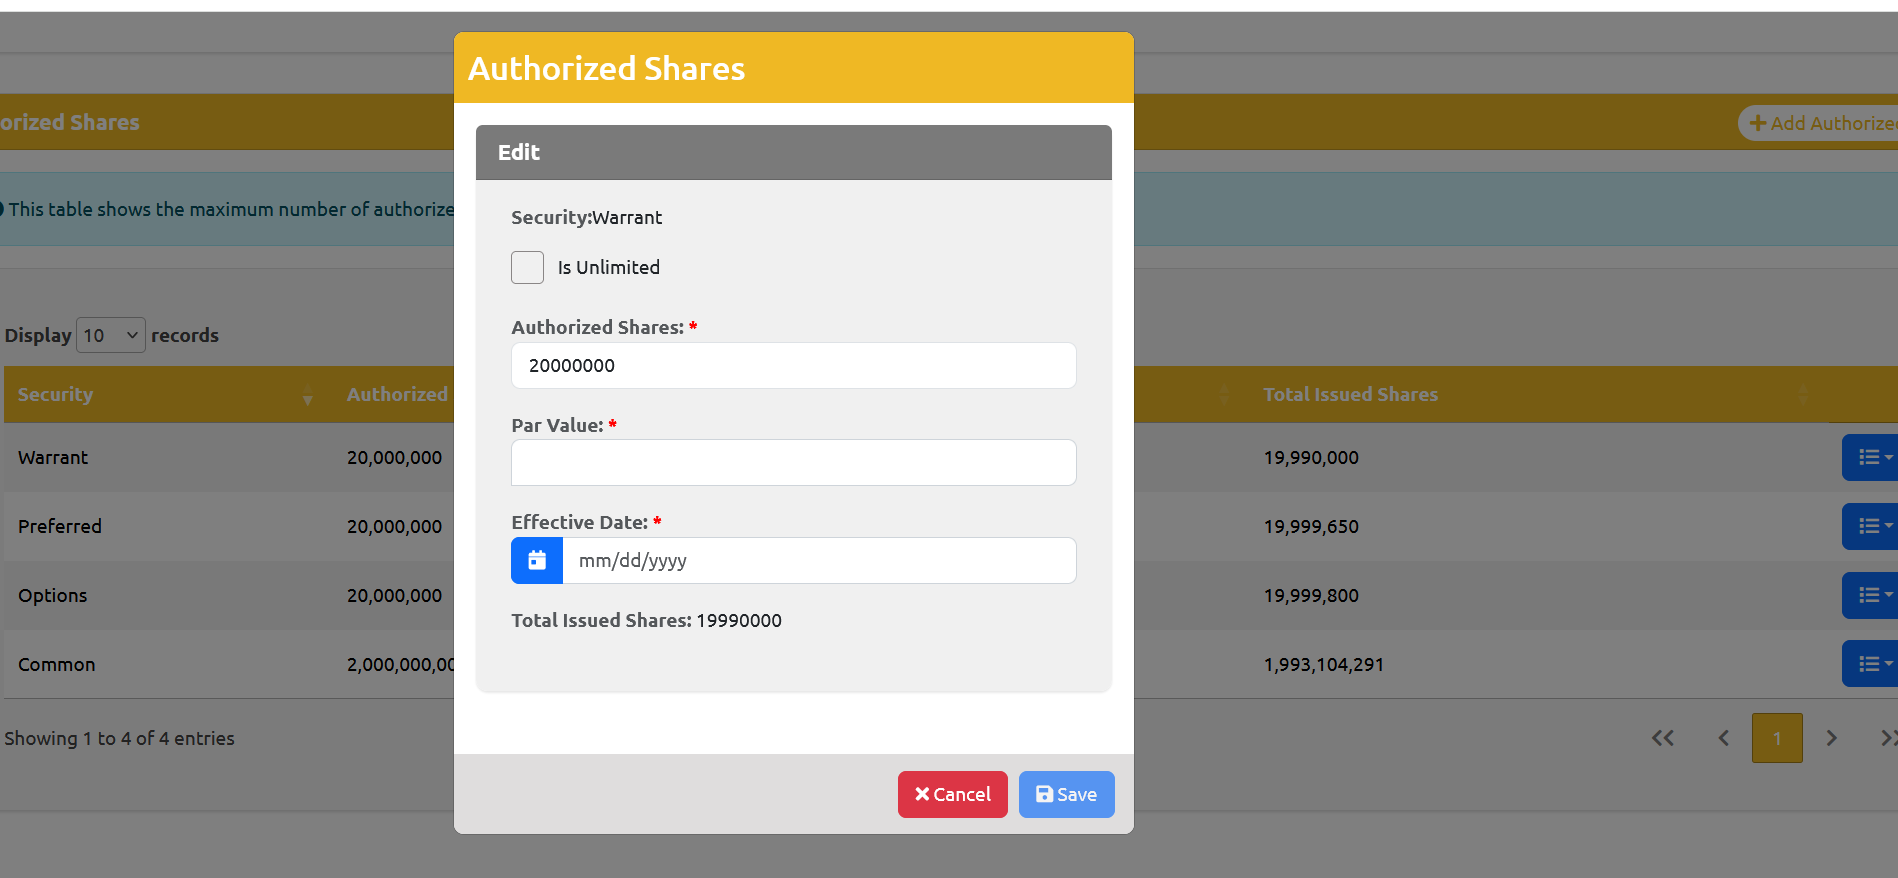 Authorized Shares
orized Shares
Add Authorized
Edit
This table shows the maximum number of authorize
Security:Warrant
Is Unlimited
Authorized Shares: *
20000000
Par Value: *
Effective Date: *
mm/dd/yyyy
Total Issued Shares: 19990000
Cancel
Save
Display 10 records
Security Authorized Total Issued Shares
Warrant 20,000,000 19,990,000
Preferred 20,000,000 19,999,650
Options 20,000,000 19,999,800
Common 2,000,000,00 1,993,104,291
Showing 1 to 4 of 4 entries
1